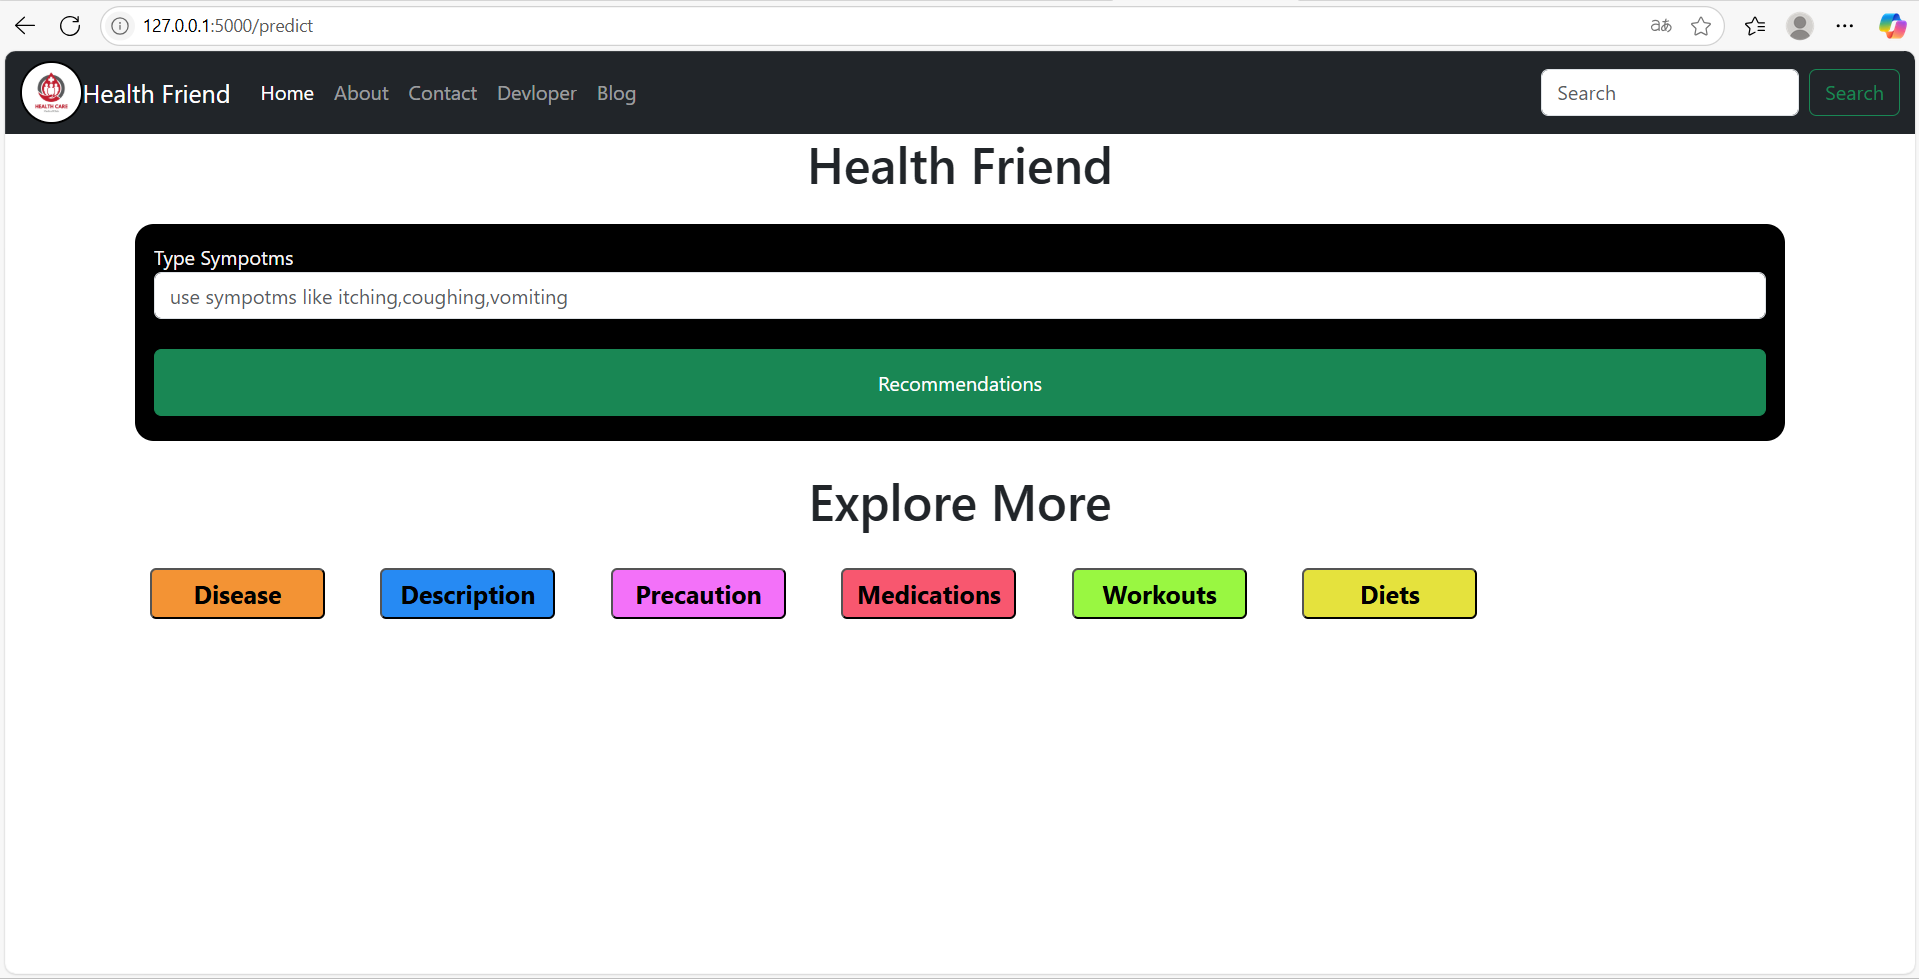 127.0.0.1:5000/predict
HEALTH CARE
Health Friend Home About Contact Devloper Blog Search Search
Health Friend
Type Sympotms
use sympotms like itching,coughing,vomiting
Recommendations
Explore More
Disease Description Precaution Medications Workouts Diets